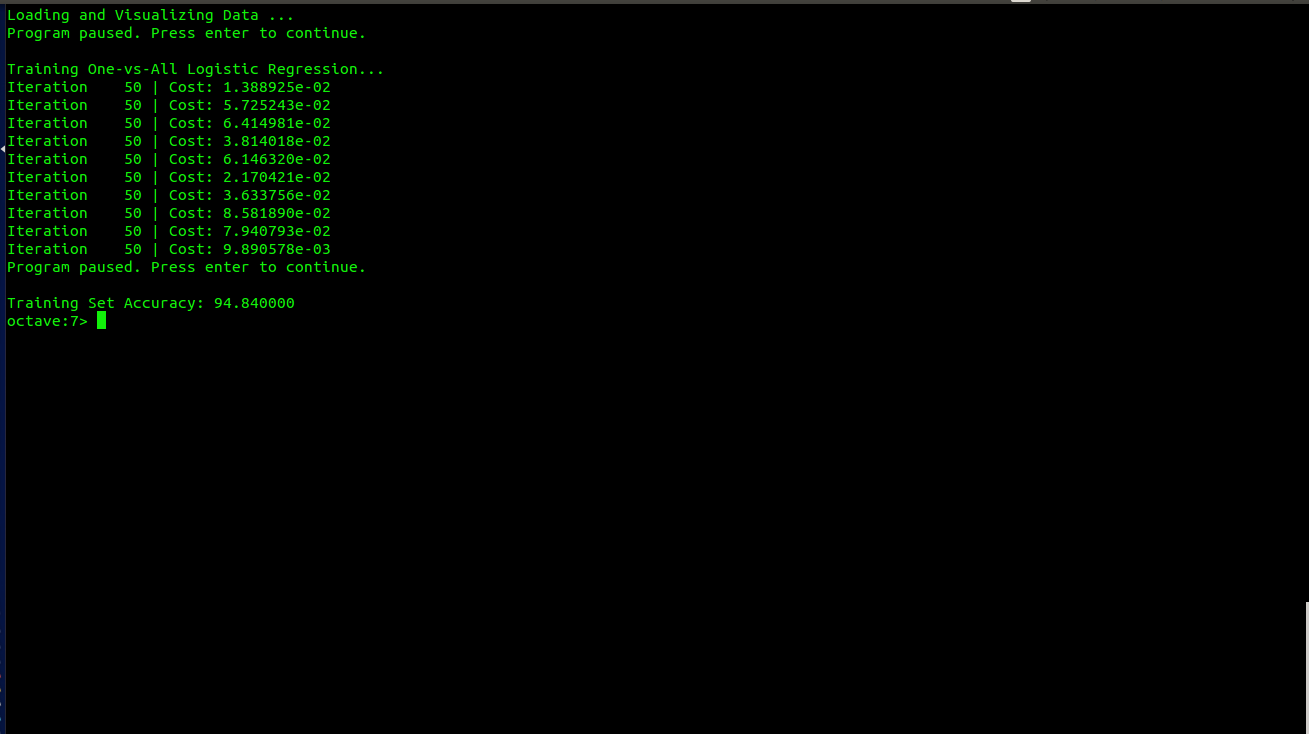 Loading and Visualizing Data ...
Program paused. Press enter to continue.
Training One-vs-All Logistic Regression...
Iteration    50 | Cost: 1.388925e-02
Iteration    50 | Cost: 5.725243e-02
Iteration    50 | Cost: 6.414981e-02
Iteration    50 | Cost: 3.814018e-02
Iteration    50 | Cost: 6.146320e-02
Iteration    50 | Cost: 2.170421e-02
Iteration    50 | Cost: 3.633756e-02
Iteration    50 | Cost: 8.581890e-02
Iteration    50 | Cost: 7.940793e-02
Iteration    50 | Cost: 9.890578e-03
Program paused. Press enter to continue.
Training Set Accuracy: 94.840000
octave:7>